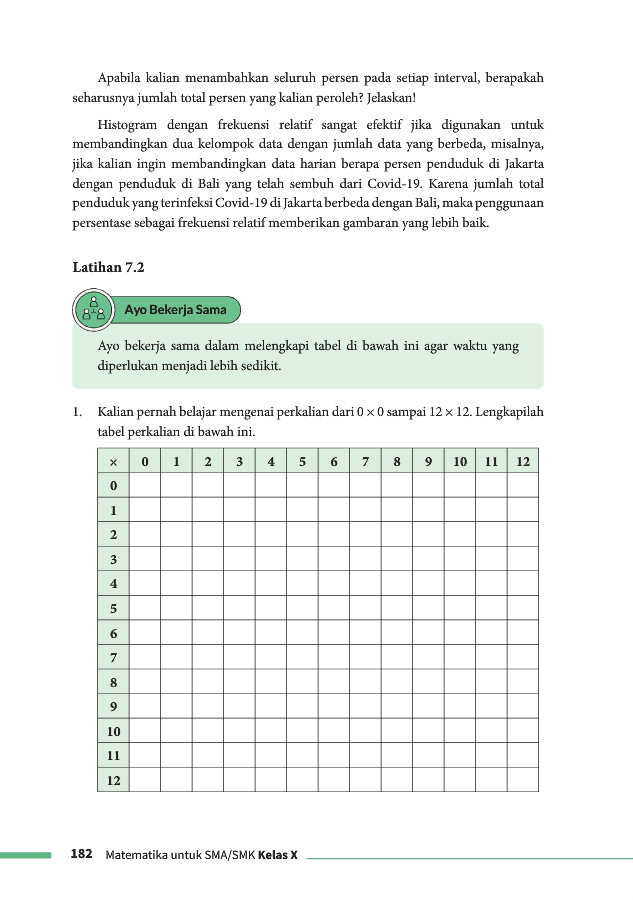 Apabila kalian menambahkan seluruh persen pada setiap interval, berapakah
seharusnya jumlah total persen yang kalian peroleh? Jelaskan!
Histogram dengan frekuensi relatif sangat efektif jika digunakan untuk
membandingkan dua kelompok data dengan jumlah data yang berbeda, misalnya,
jika kalian ingin membandingkan data harian berapa persen penduduk di Jakarta
dengan penduduk di Bali yang telah sembuh dari Covid-19. Karena jumlah total
penduduk yang terinfeksi Covid-19 di Jakarta berbeda dengan Bali, maka penggunaan
persentase sebagai frekuensi relatif memberikan gambaran yang lebih baik.
Latihan 7.2
Ayo Bekerja Sama
Ayo bekerja sama dalam melengkapi tabel di bawah ini agar waktu yang
diperlukan menjadi lebih sedikit.
1. Kalian pernah belajar mengenai perkalian dari 0 × 0 sampai 12 × 12. Lengkapilah
tabel perkalian di bawah ini.
× 0 1 2 3 4 5 6 7 8 9 10 11 12
0
1
2
3
4
5
6
7
8
9
10
11
12
182 Matematika untuk SMA/SMK Kelas X